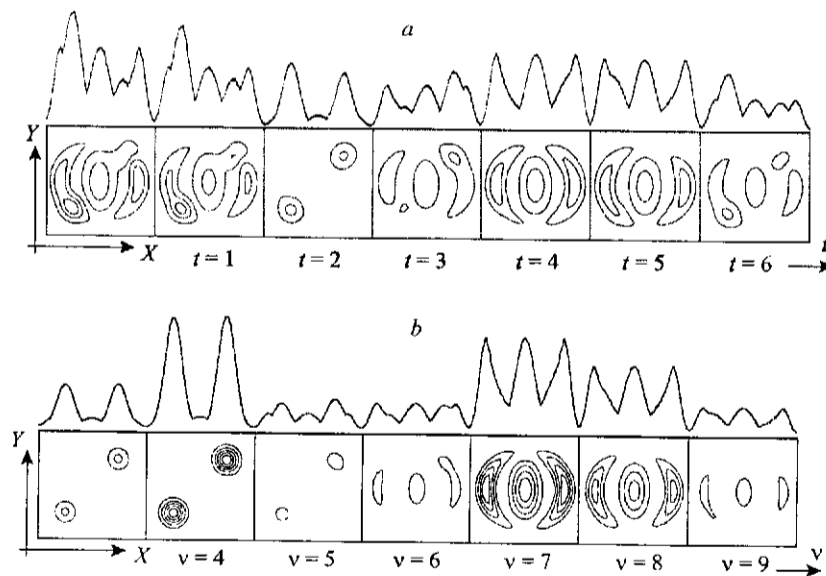 a
Y
X t = 1 t = 2 t = 3 t = 4 t = 5 t = 6 t
b
Y
X ν = 4 ν = 5 ν = 6 ν = 7 ν = 8 ν = 9 ν